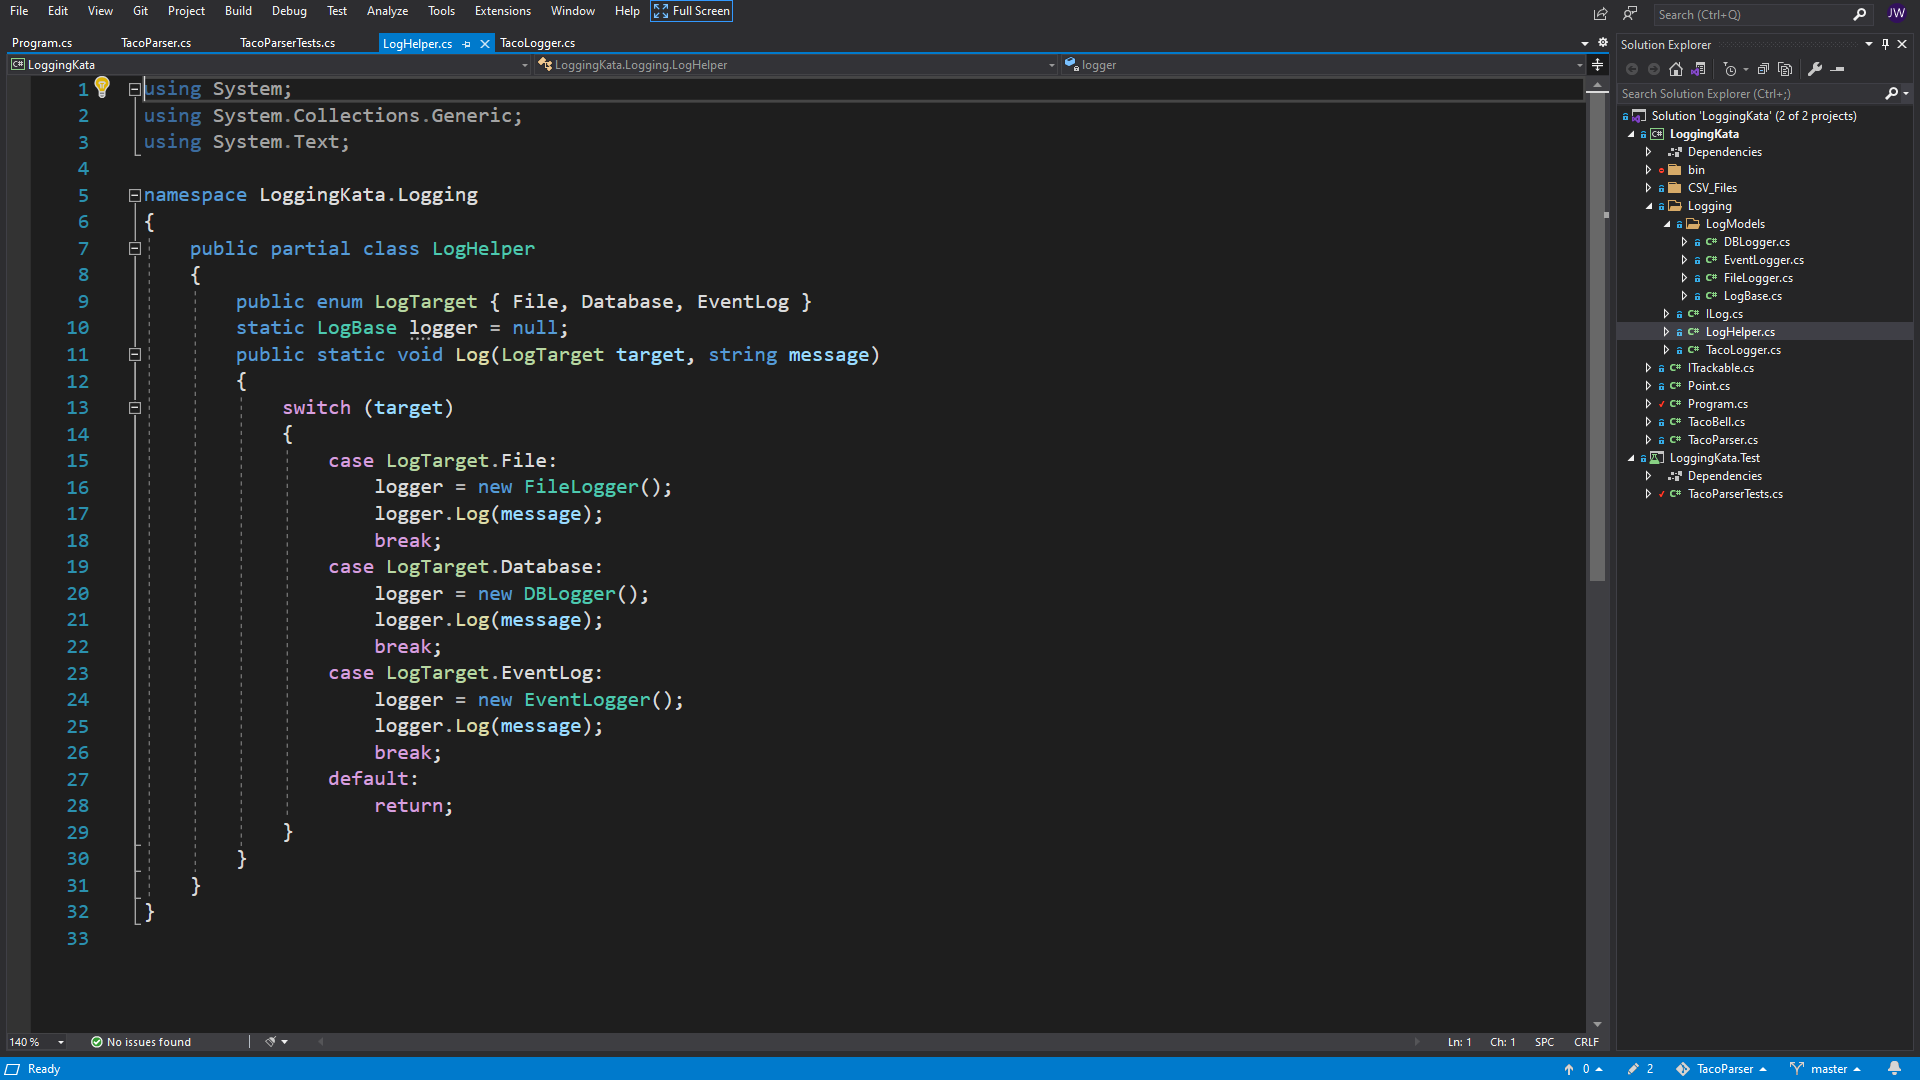 File Edit View Git Project Build Debug Test Analyze Tools Extensions Window Help Full Screen Search (Ctrl+Q) JW
Program.cs TacoParser.cs TacoParserTests.cs LogHelper.cs TacoLogger.cs
C# LoggingKata LoggingKata.Logging.LogHelper logger
1 using System;
2 using System.Collections.Generic;
3 using System.Text;
4
5 namespace LoggingKata.Logging
6 {
7 public partial class LogHelper
8 {
9 public enum LogTarget { File, Database, EventLog }
10 static LogBase logger = null;
11 public static void Log(LogTarget target, string message)
12 {
13 switch (target)
14 {
15 case LogTarget.File:
16 logger = new FileLogger();
17 logger.Log(message);
18 break;
19 case LogTarget.Database:
20 logger = new DBLogger();
21 logger.Log(message);
22 break;
23 case LogTarget.EventLog:
24 logger = new EventLogger();
25 logger.Log(message);
26 break;
27 default:
28 return;
29 }
30 }
31 }
32 }
33
140 % No issues found Ln: 1 Ch: 1 SPC CRLF
Solution Explorer
Search Solution Explorer (Ctrl+;)
Solution 'LoggingKata' (2 of 2 projects)
C# LoggingKata
Dependencies
bin
CSV_Files
Logging
LogModels
C# DBLogger.cs
C# EventLogger.cs
C# FileLogger.cs
C# LogBase.cs
C# ILog.cs
C# LogHelper.cs
C# TacoLogger.cs
C# ITrackable.cs
C# Point.cs
C# Program.cs
C# TacoBell.cs
C# TacoParser.cs
LoggingKata.Test
Dependencies
C# TacoParserTests.cs
Ready 0 2 TacoParser master